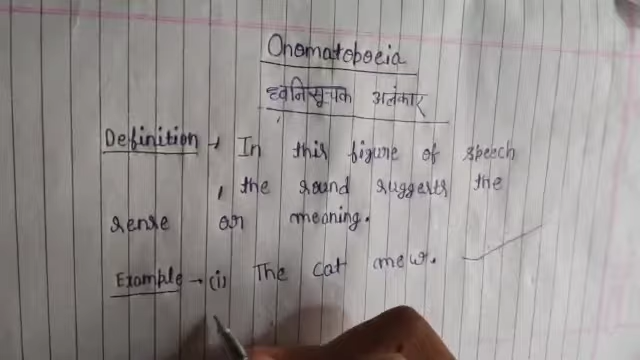 Onomatopoeia
ध्वनिसूचक अलंकार
Definition → In this figure of speech
, the sound suggests the
sense or meaning.
Example → (i) The cat mew.